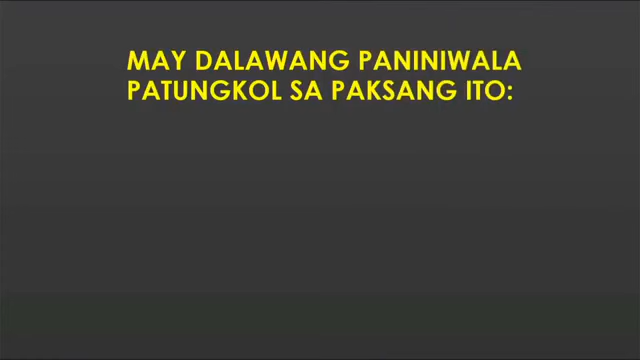 MAY DALAWANG PANINIWALA
PATUNGKOL SA PAKSANG ITO: